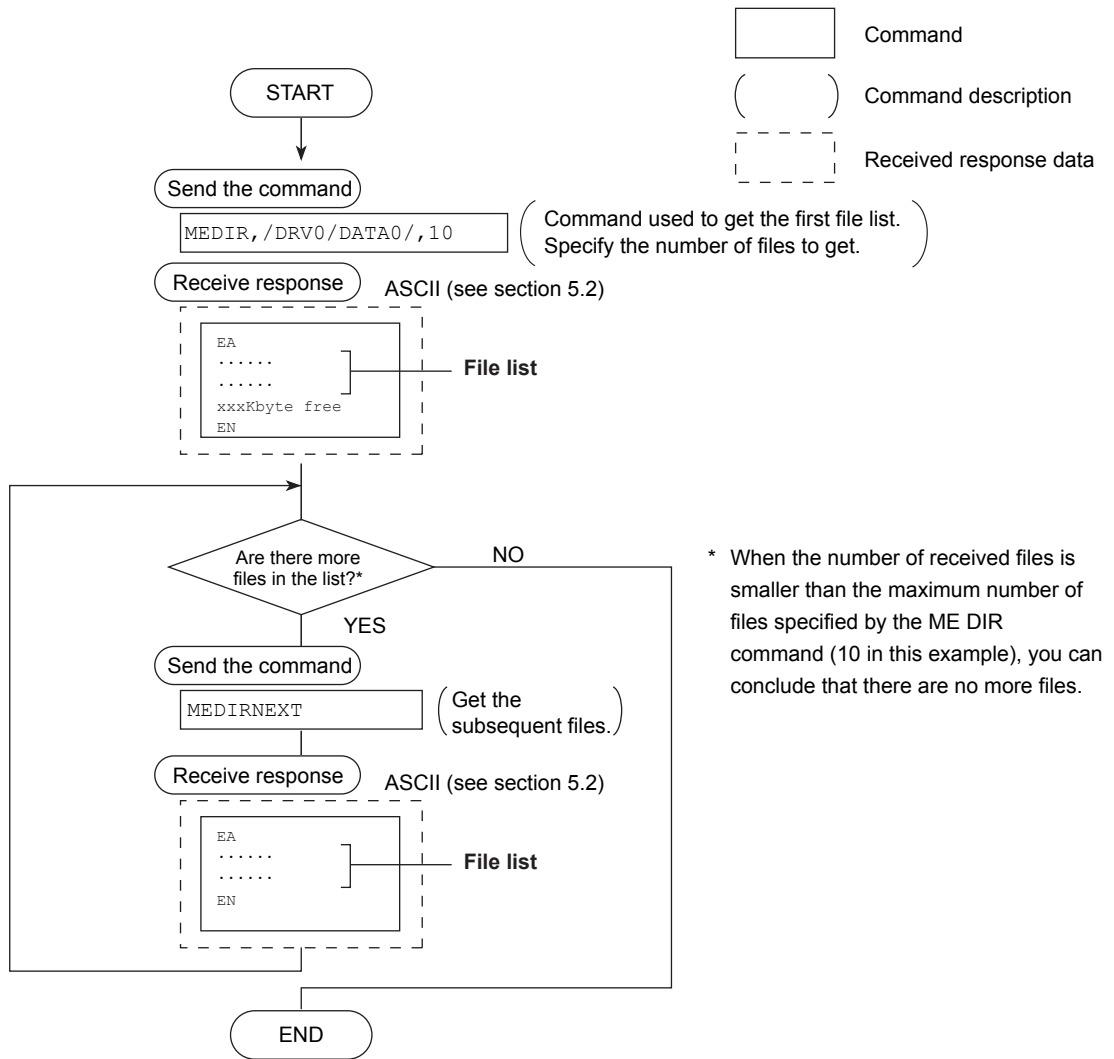 Command
Command description
Received response data
START
Send the command
MEDIR,/DRV0/DATA0/,10
Command used to get the first file list.
Specify the number of files to get.
Receive response
ASCII (see section 5.2)
EA
......
......
xxxKbyte free
EN
File list
Are there more
files in the list?*
NO
YES
* When the number of received files is
smaller than the maximum number of
files specified by the ME DIR
command (10 in this example), you can
conclude that there are no more files.
Send the command
MEDIRNEXT
Get the
subsequent files.
Receive response
ASCII (see section 5.2)
EA
......
......
EN
File list
END